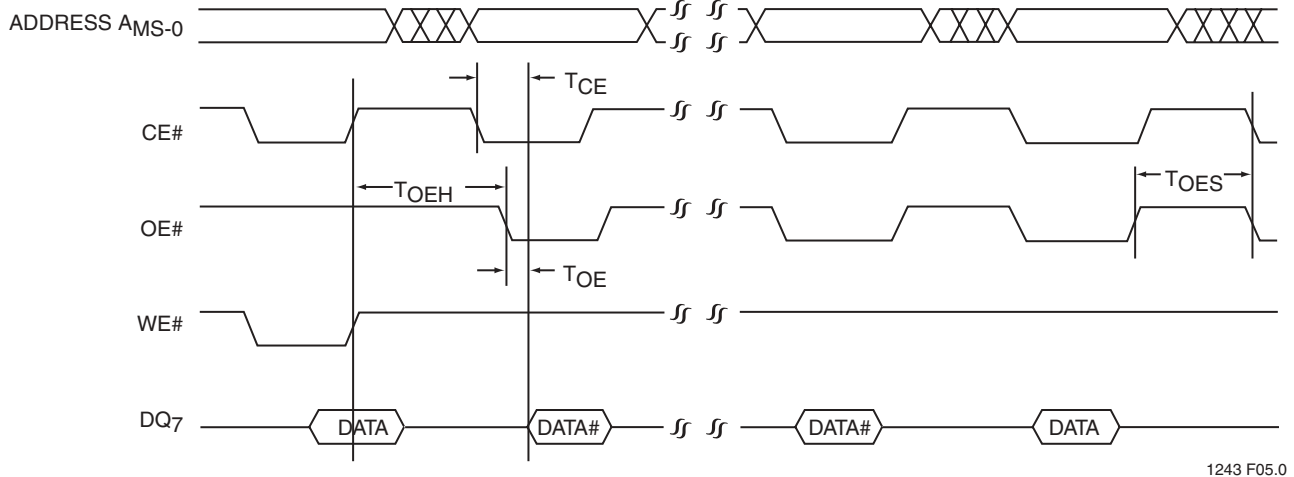 ADDRESS AMS-0
TCE
CE#
TOEH
TOES
OE#
TOE
WE#
DQ7
DATA
DATA#
DATA#
DATA
1243 F05.0